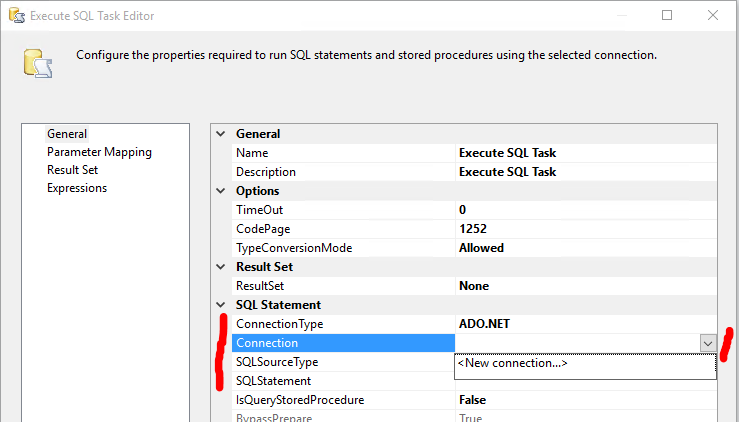 Execute SQL Task Editor
Configure the properties required to run SQL statements and stored procedures using the selected connection.
General
Parameter Mapping
Result Set
Expressions
General
Name Execute SQL Task
Description Execute SQL Task
Options
TimeOut 0
CodePage 1252
TypeConversionMode Allowed
Result Set
ResultSet None
SQL Statement
ConnectionType ADO.NET
Connection
SQLSourceType <New connection...>
SQLStatement
IsQueryStoredProcedure False
BypassPrepare True